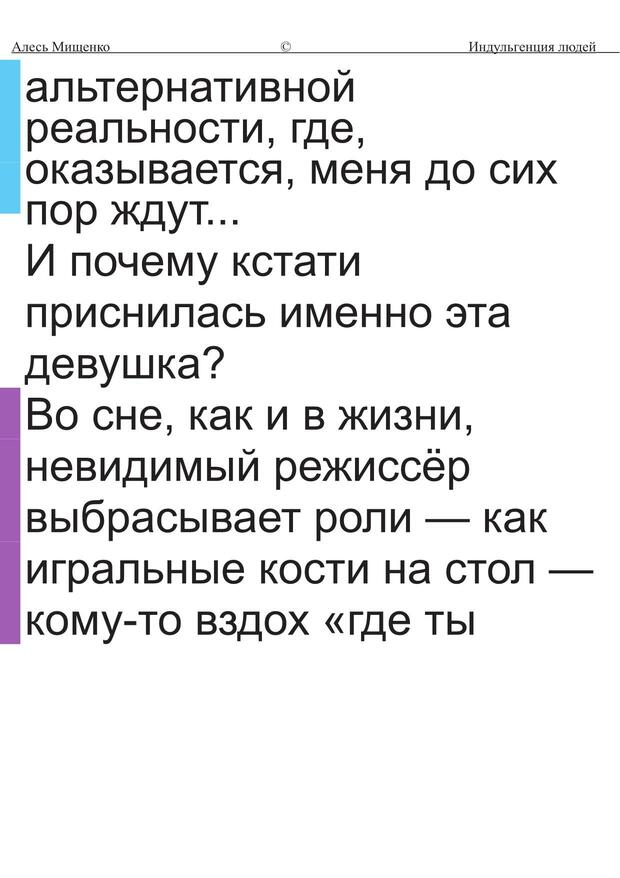 Алесь Мищенко © Индульгенция людей
альтернативной
реальности, где,
оказывается, меня до сих
пор ждут...
И почему кстати
приснилась именно эта
девушка?
Во сне, как и в жизни,
невидимый режиссёр
выбрасывает роли — как
игральные кости на стол —
кому-то вздох «где ты